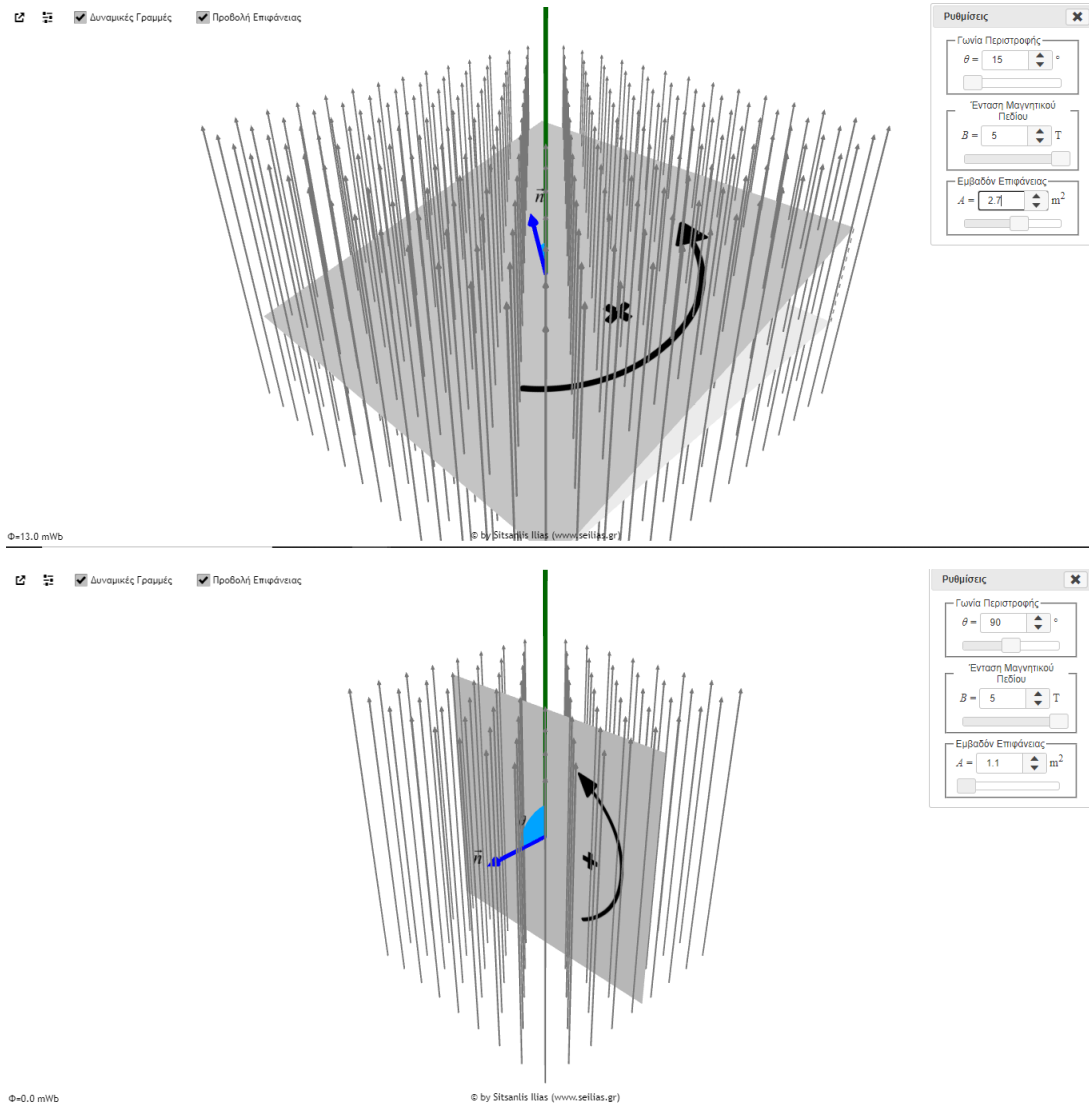 Δυναμικές Γραμμές Προβολή Επιφάνειας
Ρυθμίσεις
Γωνία Περιστροφής
θ = 15 °
Ένταση Μαγνητικού
Πεδίου
B = 5 T
Εμβαδόν Επιφάνειας
A = 2.7 m²
n⃗
Φ=13.0 mWb
© by Sitsanlis Ilias (www.seilias.gr)
Δυναμικές Γραμμές Προβολή Επιφάνειας
Ρυθμίσεις
Γωνία Περιστροφής
θ = 90 °
Ένταση Μαγνητικού
Πεδίου
B = 5 T
Εμβαδόν Επιφάνειας
A = 1.1 m²
n⃗
Φ=0.0 mWb
© by Sitsanlis Ilias (www.seilias.gr)